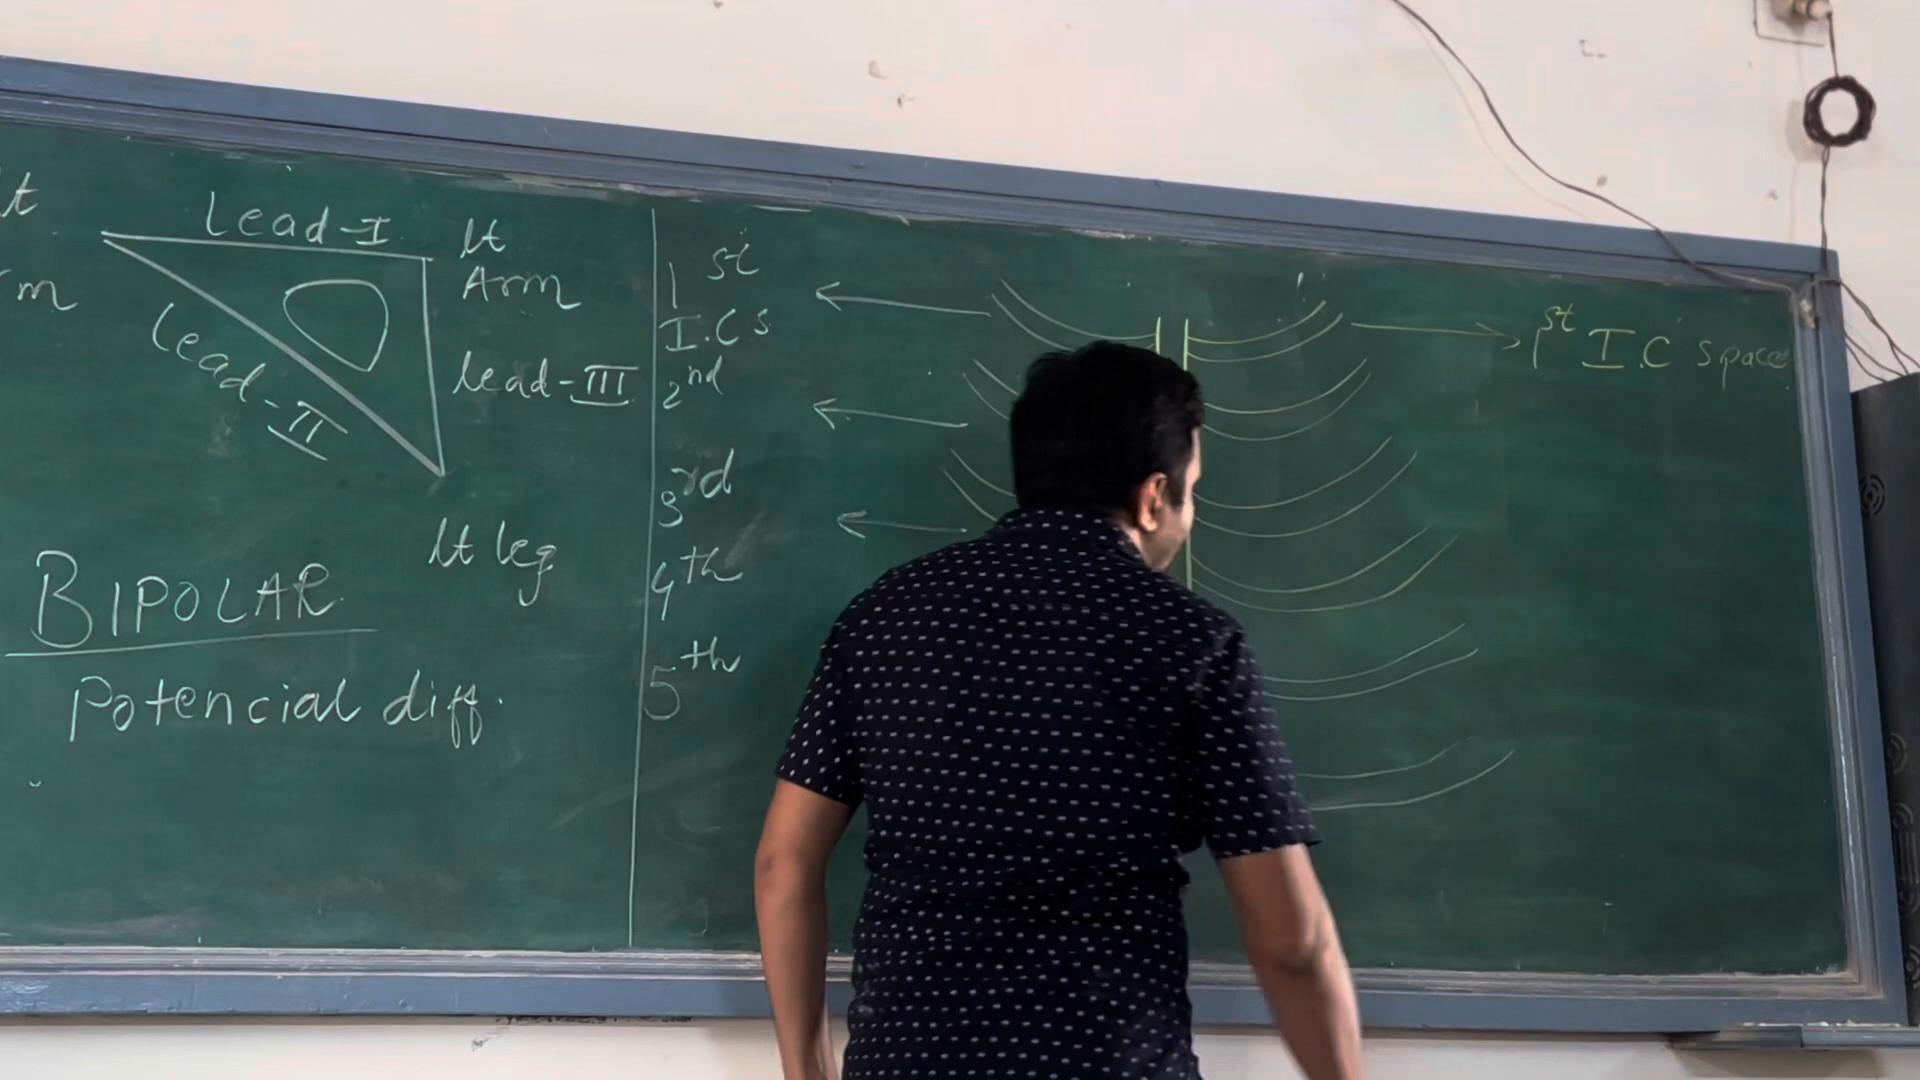 Lead-I
lt
Arm
Lead-II
Lead-III
lt leg
BIPOLAR
Potencial diff.
1st
I.C s
2nd
3rd
4th
5th
1st I.C space